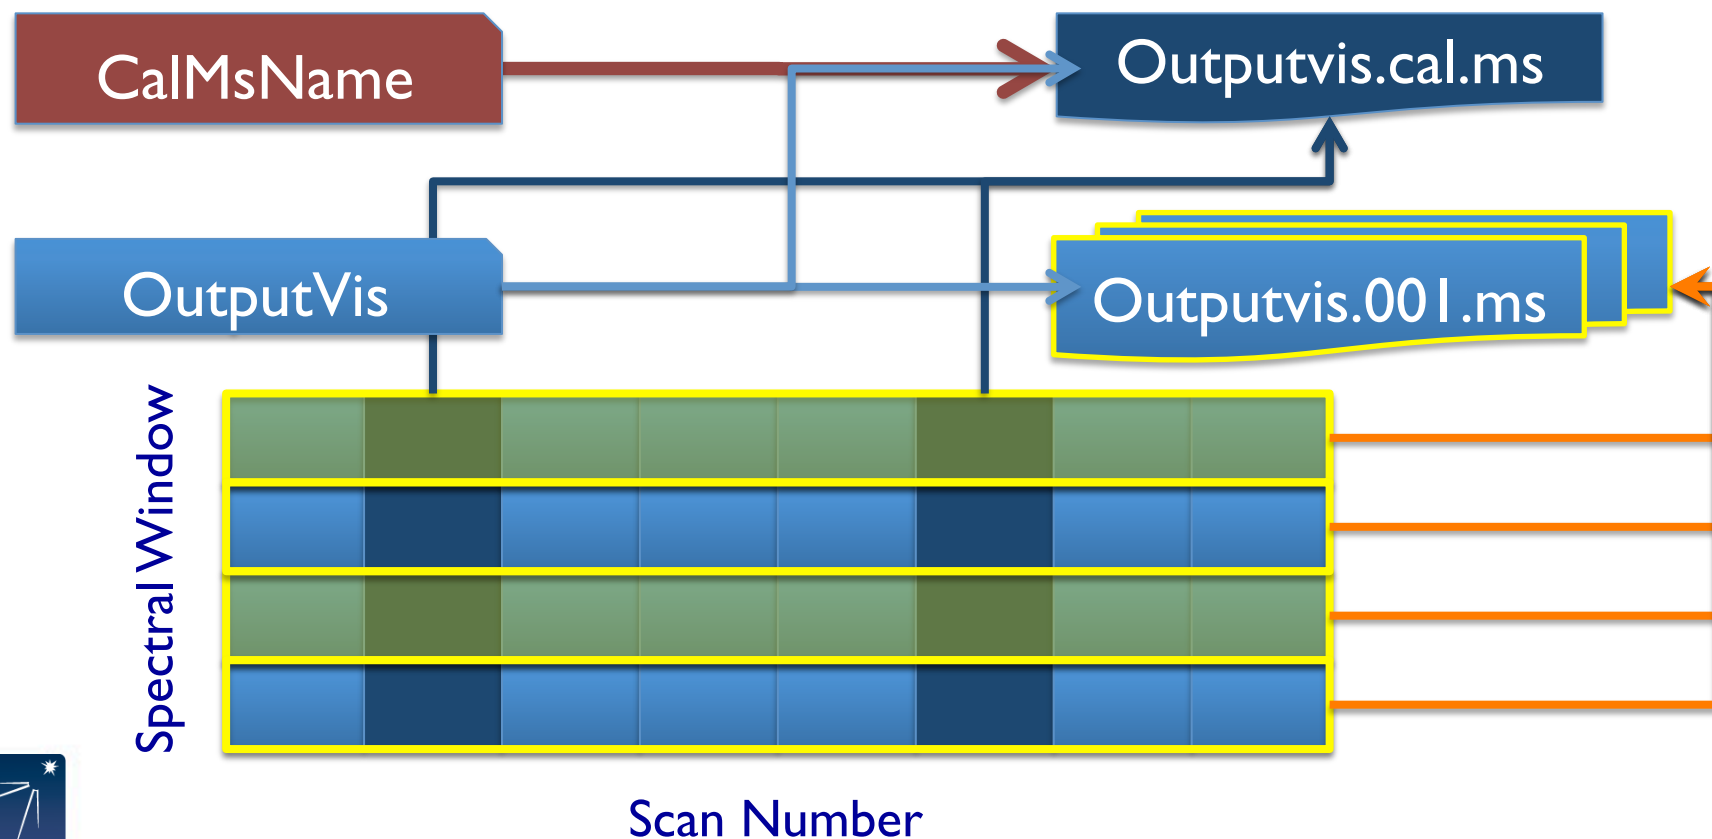 CalMsName
Outputvis.cal.ms
OutputVis
Outputvis.001.ms
Spectral Window
Scan Number